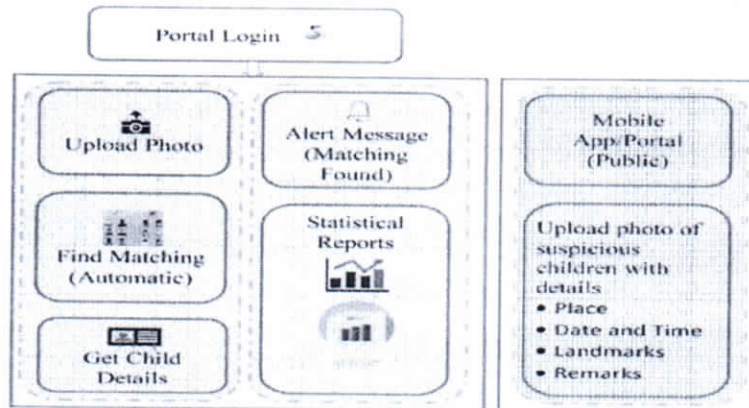 Portal Login
Upload Photo
Find Matching
(Automatic)
Get Child
Details
Alert Message
(Matching
Found)
Statistical
Reports
Mobile
App/Portal
(Public)
Upload photo of
suspicious
children with
details
• Place
• Date and Time
• Landmarks
• Remarks